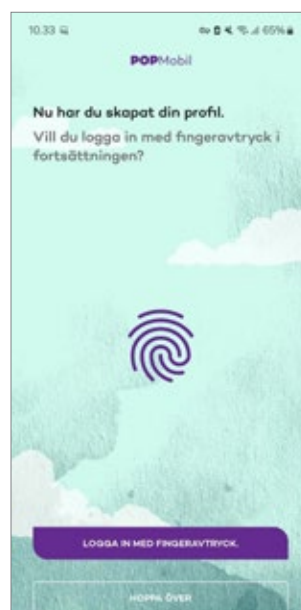 10.33
65%
POPMobil
Nu har du skapat din profil.
Vill du logga in med fingeravtryck i
fortsättningen?
LOGGA IN MED FINGERAVTRYCK.
HOPPA ÖVER